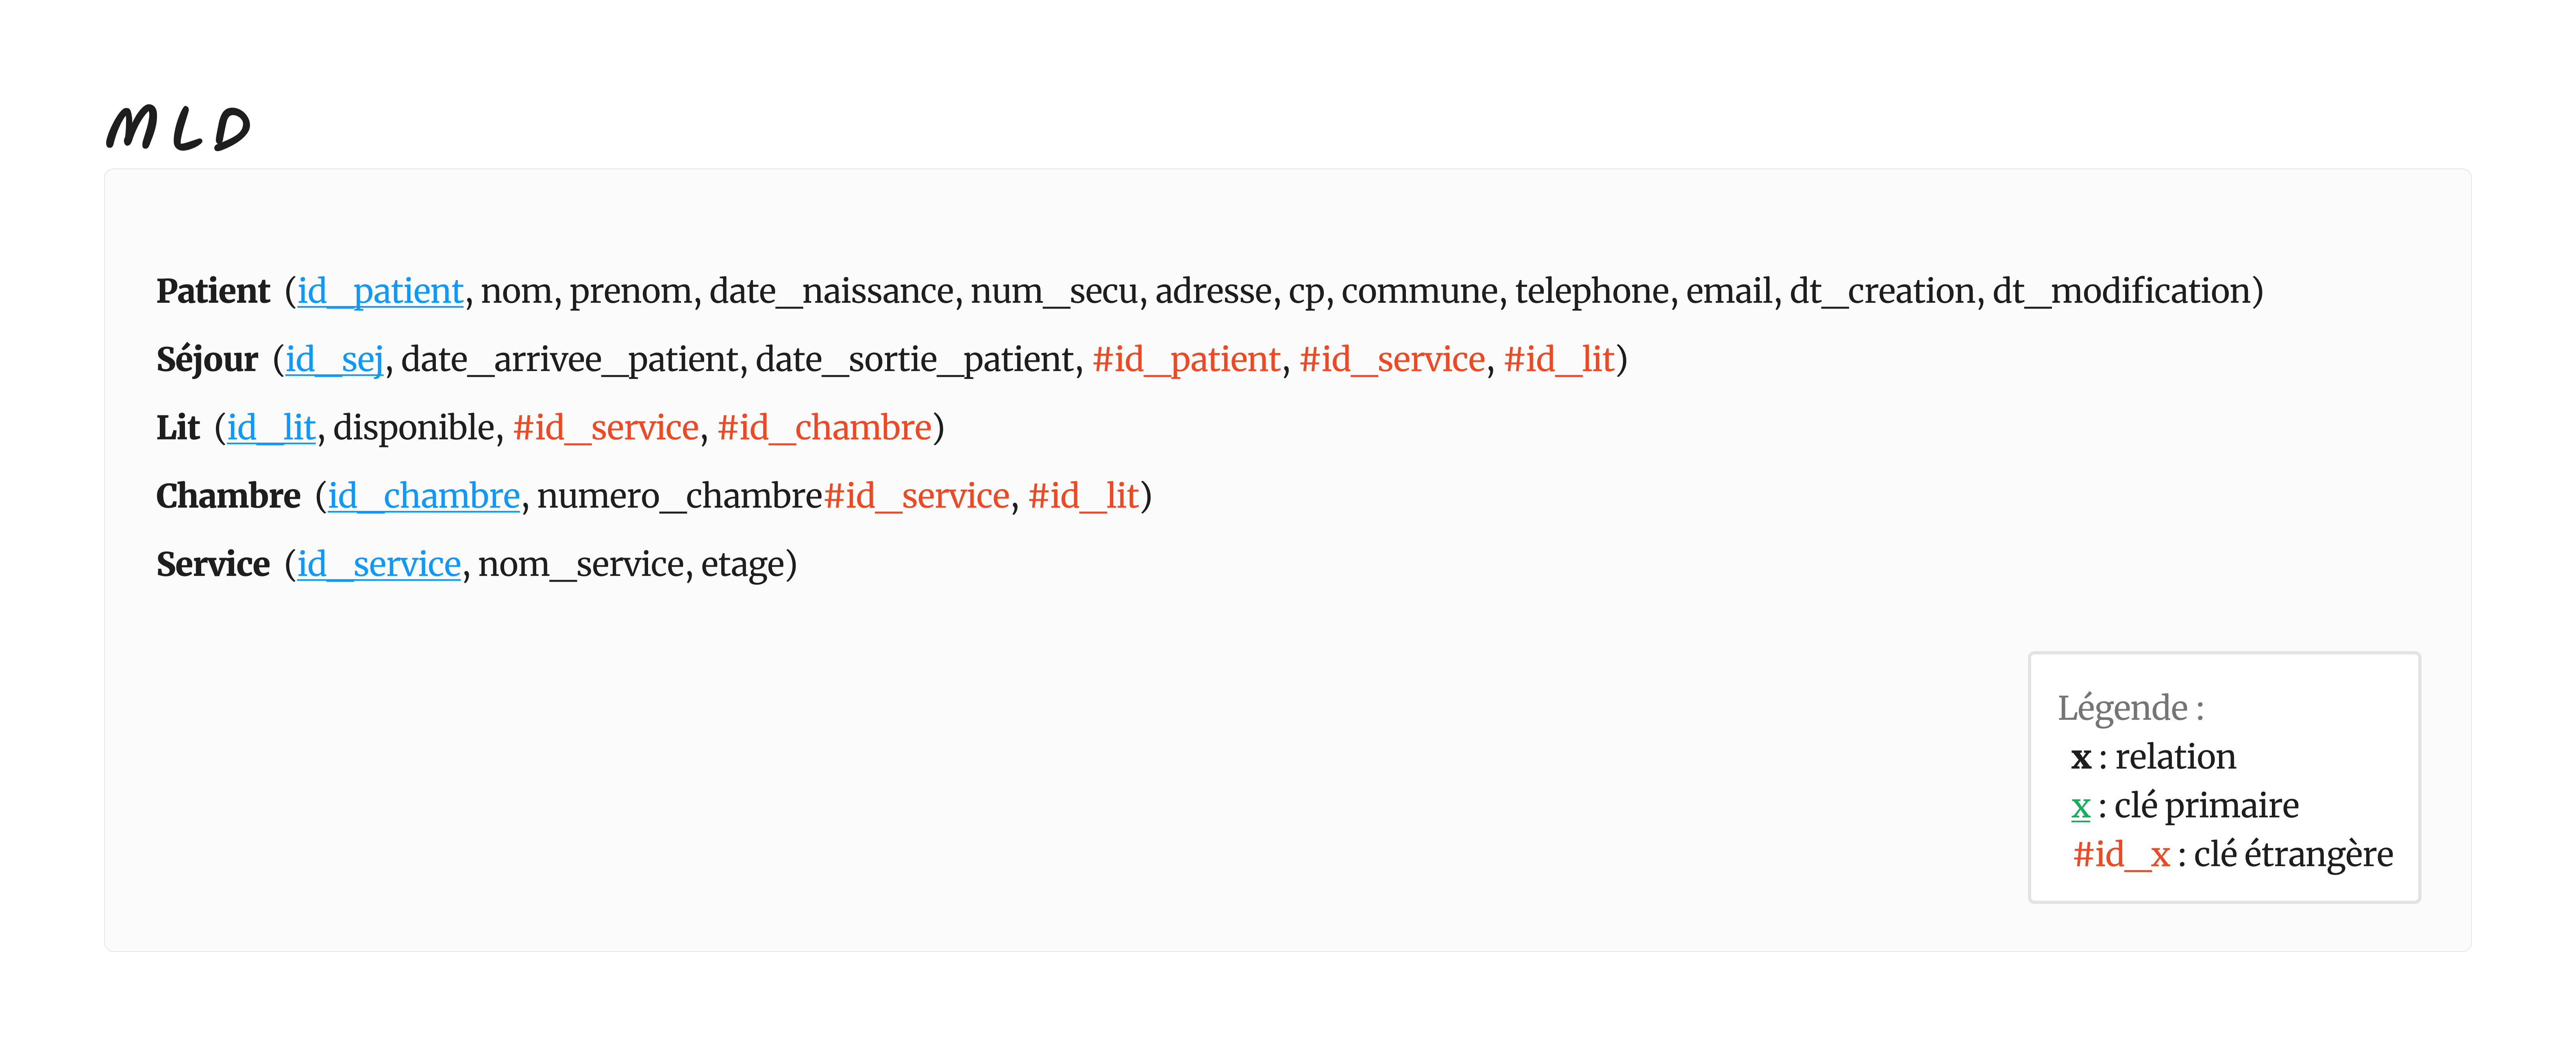 MLD
Patient (id_patient, nom, prenom, date_naissance, num_secu, adresse, cp, commune, telephone, email, dt_creation, dt_modification)
Séjour (id_sej, date_arrivee_patient, date_sortie_patient, #id_patient, #id_service, #id_lit)
Lit (id_lit, disponible, #id_service, #id_chambre)
Chambre (id_chambre, numero_chambre#id_service, #id_lit)
Service (id_service, nom_service, etage)
Légende :
x : relation
x : clé primaire
#id_x : clé étrangère